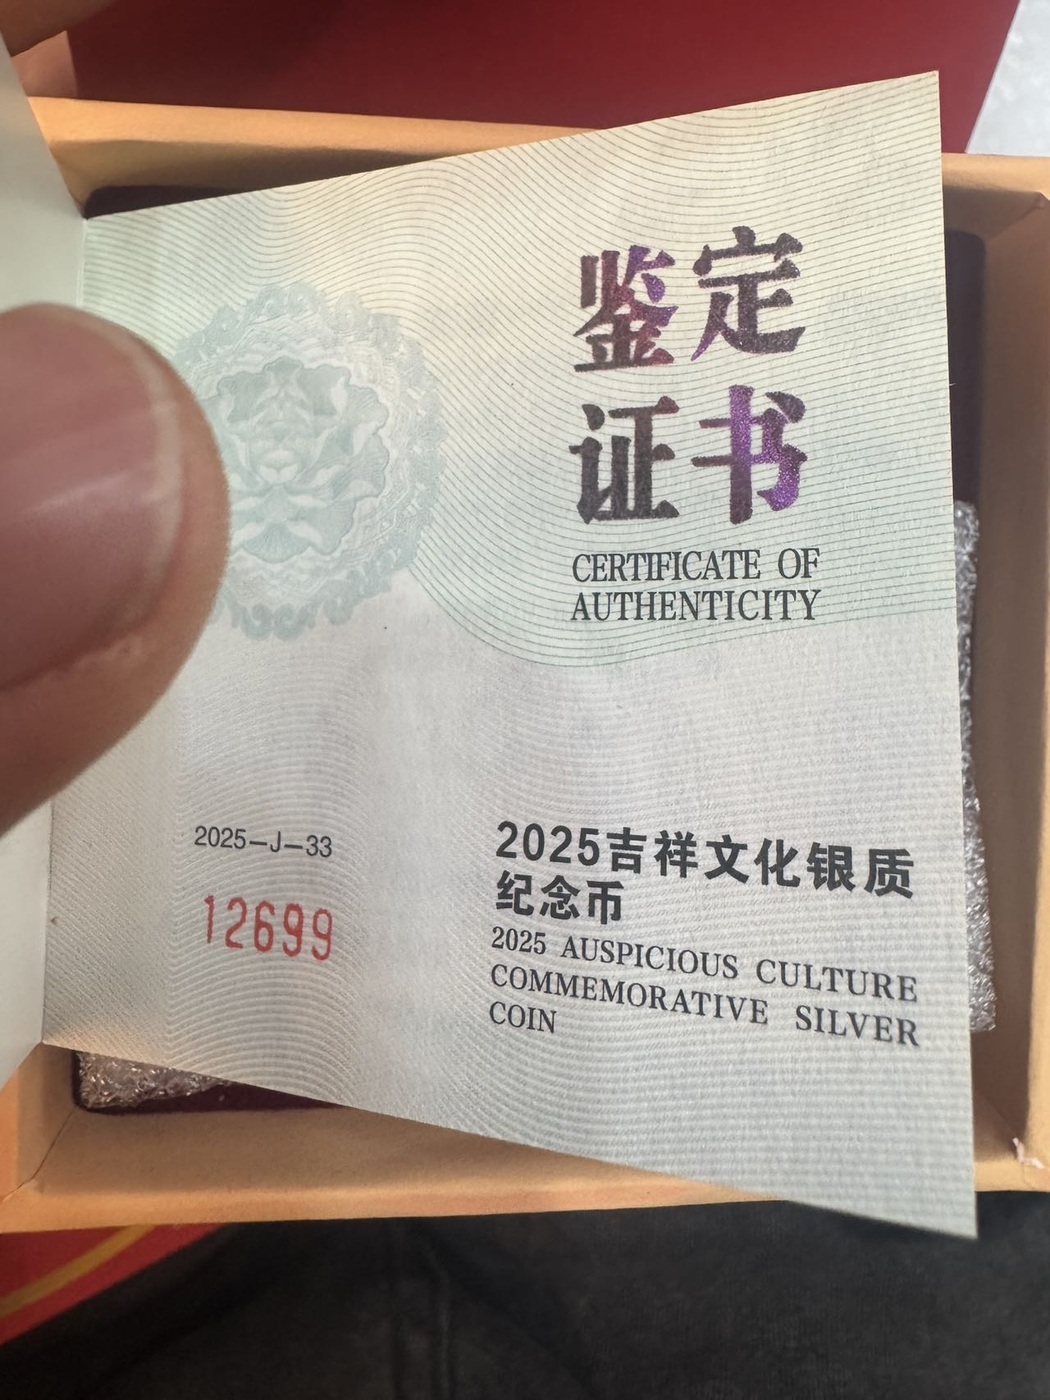 鉴定
证书
CERTIFICATE OF
AUTHENTICITY
2025-J-33
12699
2025吉祥文化银质
纪念币
2025 AUSPICIOUS CULTURE
COMMEMORATIVE SILVER
COIN